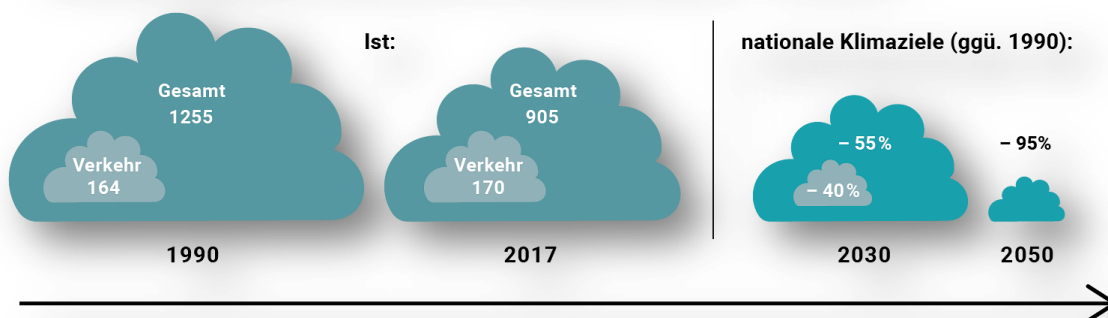 Ist:
nationale Klimaziele (ggü. 1990):
Gesamt
1255
Verkehr
164
1990
Gesamt
905
Verkehr
170
2017
– 55 %
– 40 %
2030
– 95%
2050